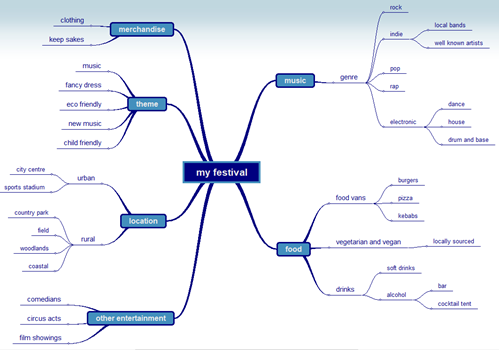 my festival
merchandise
clothing
keep sakes
theme
music
fancy dress
eco friendly
new music
child friendly
location
urban
city centre
sports stadium
rural
country park
field
woodlands
coastal
other entertainment
comedians
circus acts
film showings
music
genre
rock
indie
local bands
well known artists
pop
rap
electronic
dance
house
drum and base
food
food vans
burgers
pizza
kebabs
vegetarian and vegan
locally sourced
drinks
soft drinks
alcohol
bar
cocktail tent